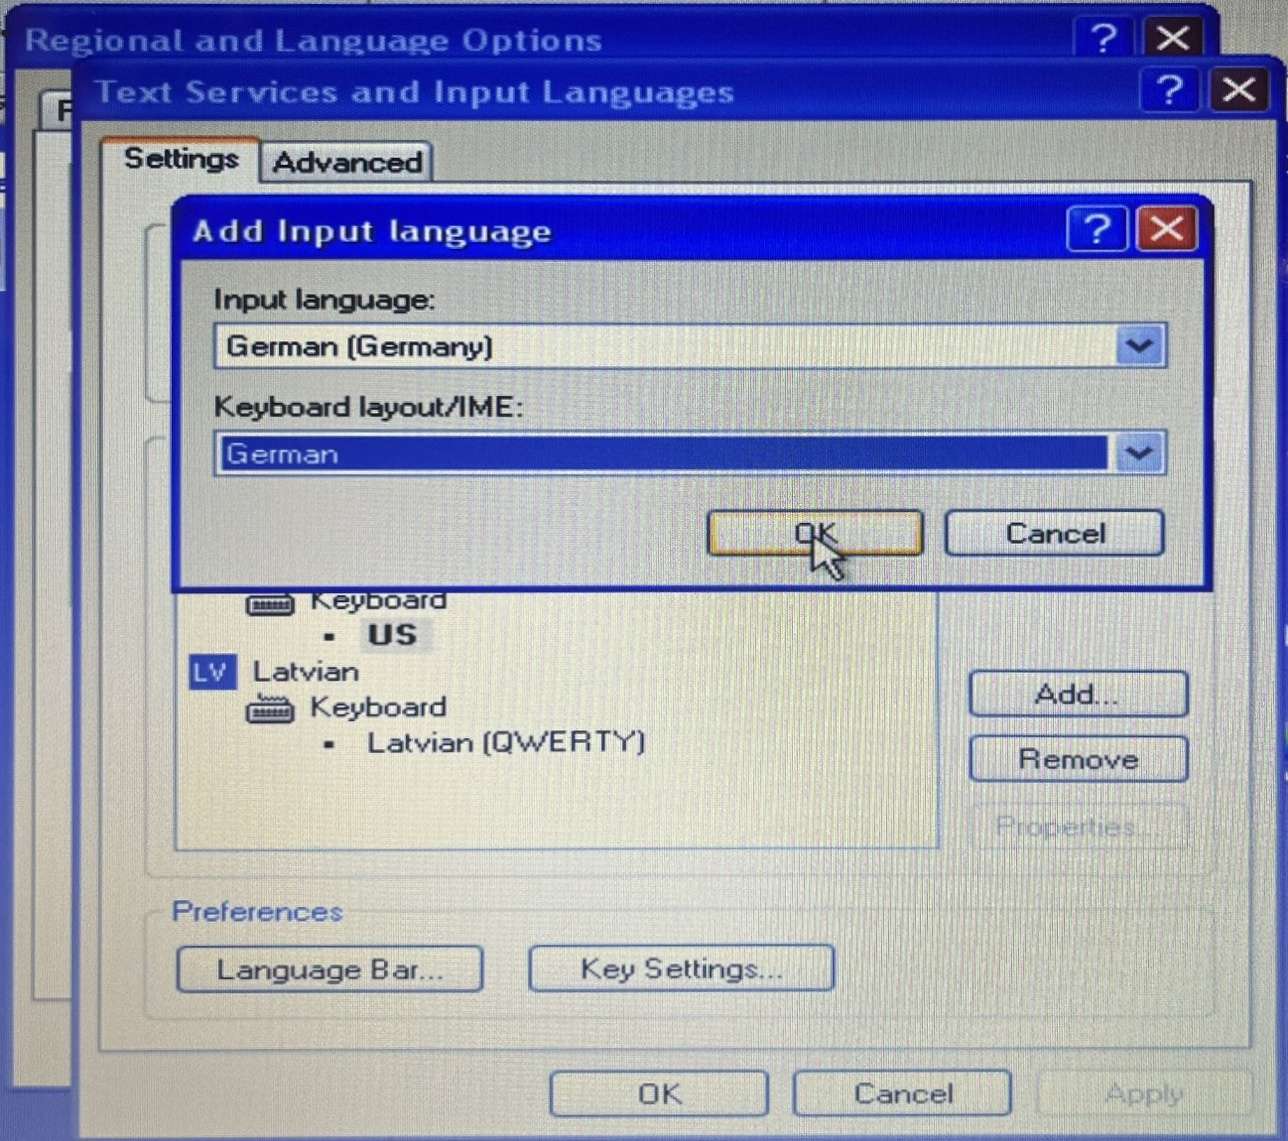 Regional and Language Options
Text Services and Input Languages
Settings
Advanced
Add Input language
Input language:
German (Germany)
Keyboard layout/IME:
German
OK
Cancel
Keyboard
US
LV Latvian
Keyboard
Latvian (QWERTY)
Add...
Remove
Properties...
Preferences
Language Bar...
Key Settings...
OK
Cancel
Apply